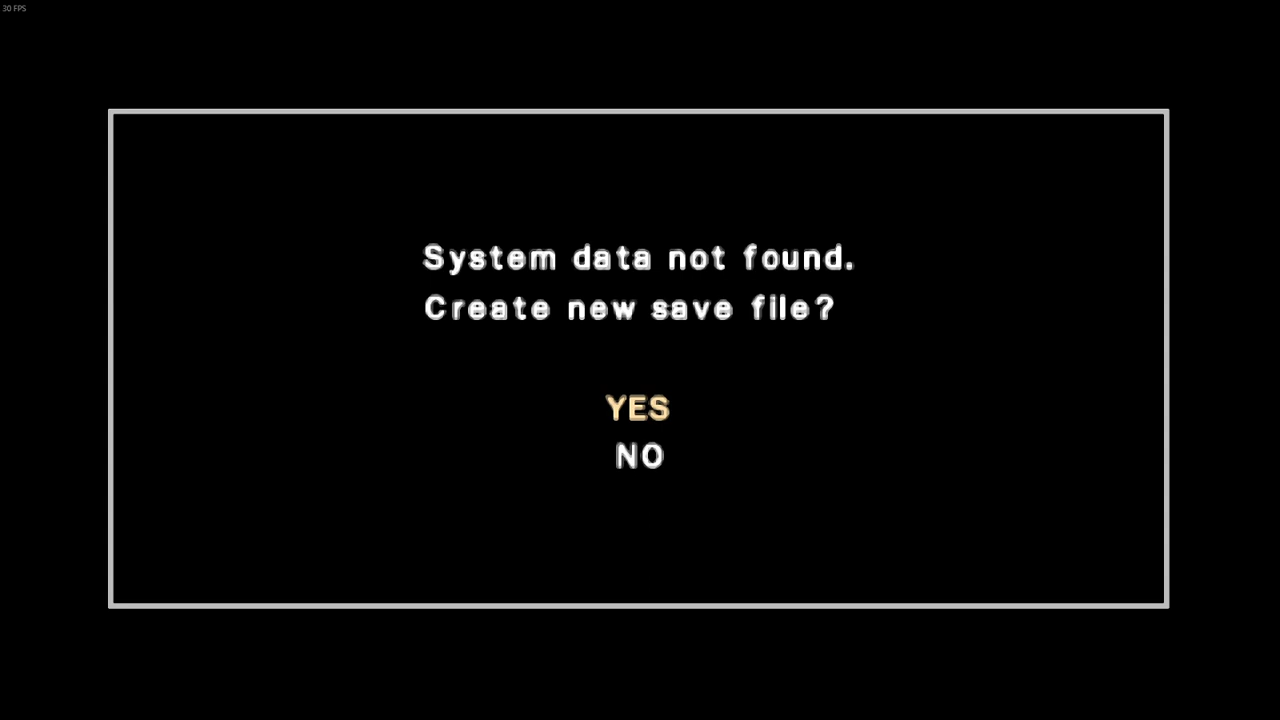 30 FPS
System data not found.
Create new save file?
YES
NO